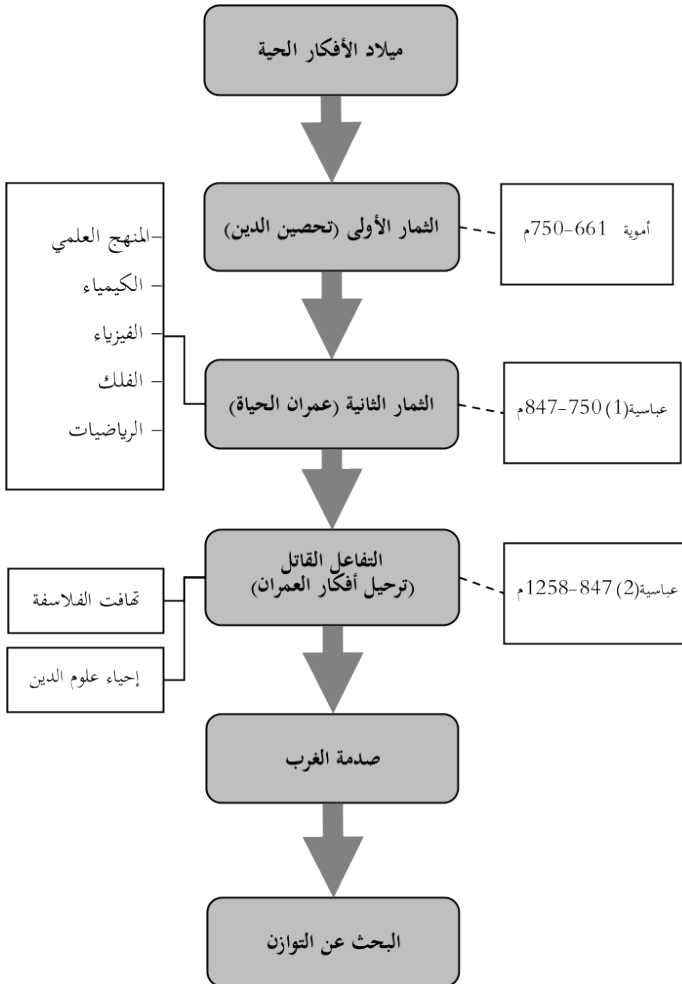 ميلاد الأفكار الحية
الثمار الأولى (تحصين الدين)
أموية 661-750م
المنهج العلمي –
الكيمياء –
الفيزياء –
الفلك –
الرياضيات –
الثمار الثانية (عمران الحياة)
عباسية(1) 750-847م
التفاعل القاتل
(ترحيل أفكار العمران)
عباسية(2) 847-1258م
تهافت الفلاسفة
إحياء علوم الدين
صدمة الغرب
البحث عن التوازن